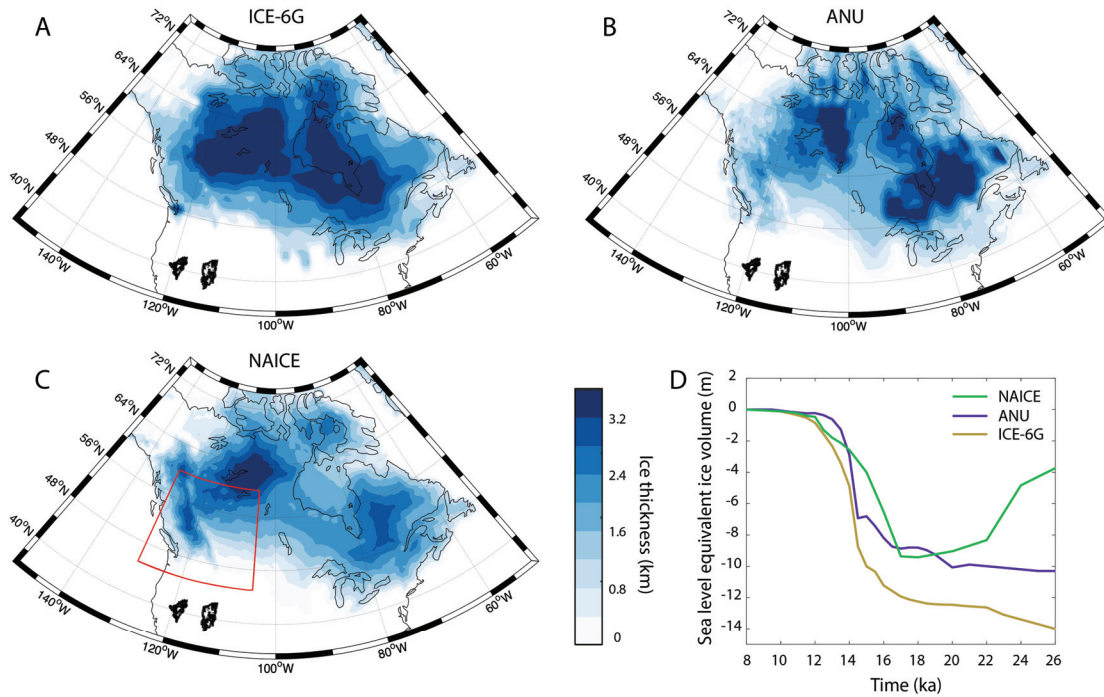 A
ICE-6G
72°N
64°N
56°N
48°N
40°N
140°W
120°W
100°W
80°W
60°W
B
ANU
72°N
64°N
56°N
48°N
40°N
140°W
120°W
100°W
80°W
60°W
C
NAICE
72°N
64°N
56°N
48°N
40°N
140°W
120°W
100°W
80°W
60°W
3.2
2.4
1.6
0.8
0
Ice thickness (km)
D
Sea level equivalent ice volume (m)
2
0
-2
-4
-6
-8
-10
-12
-14
NAICE
ANU
ICE-6G
8 10 12 14 16 18 20 22 24 26
Time (ka)